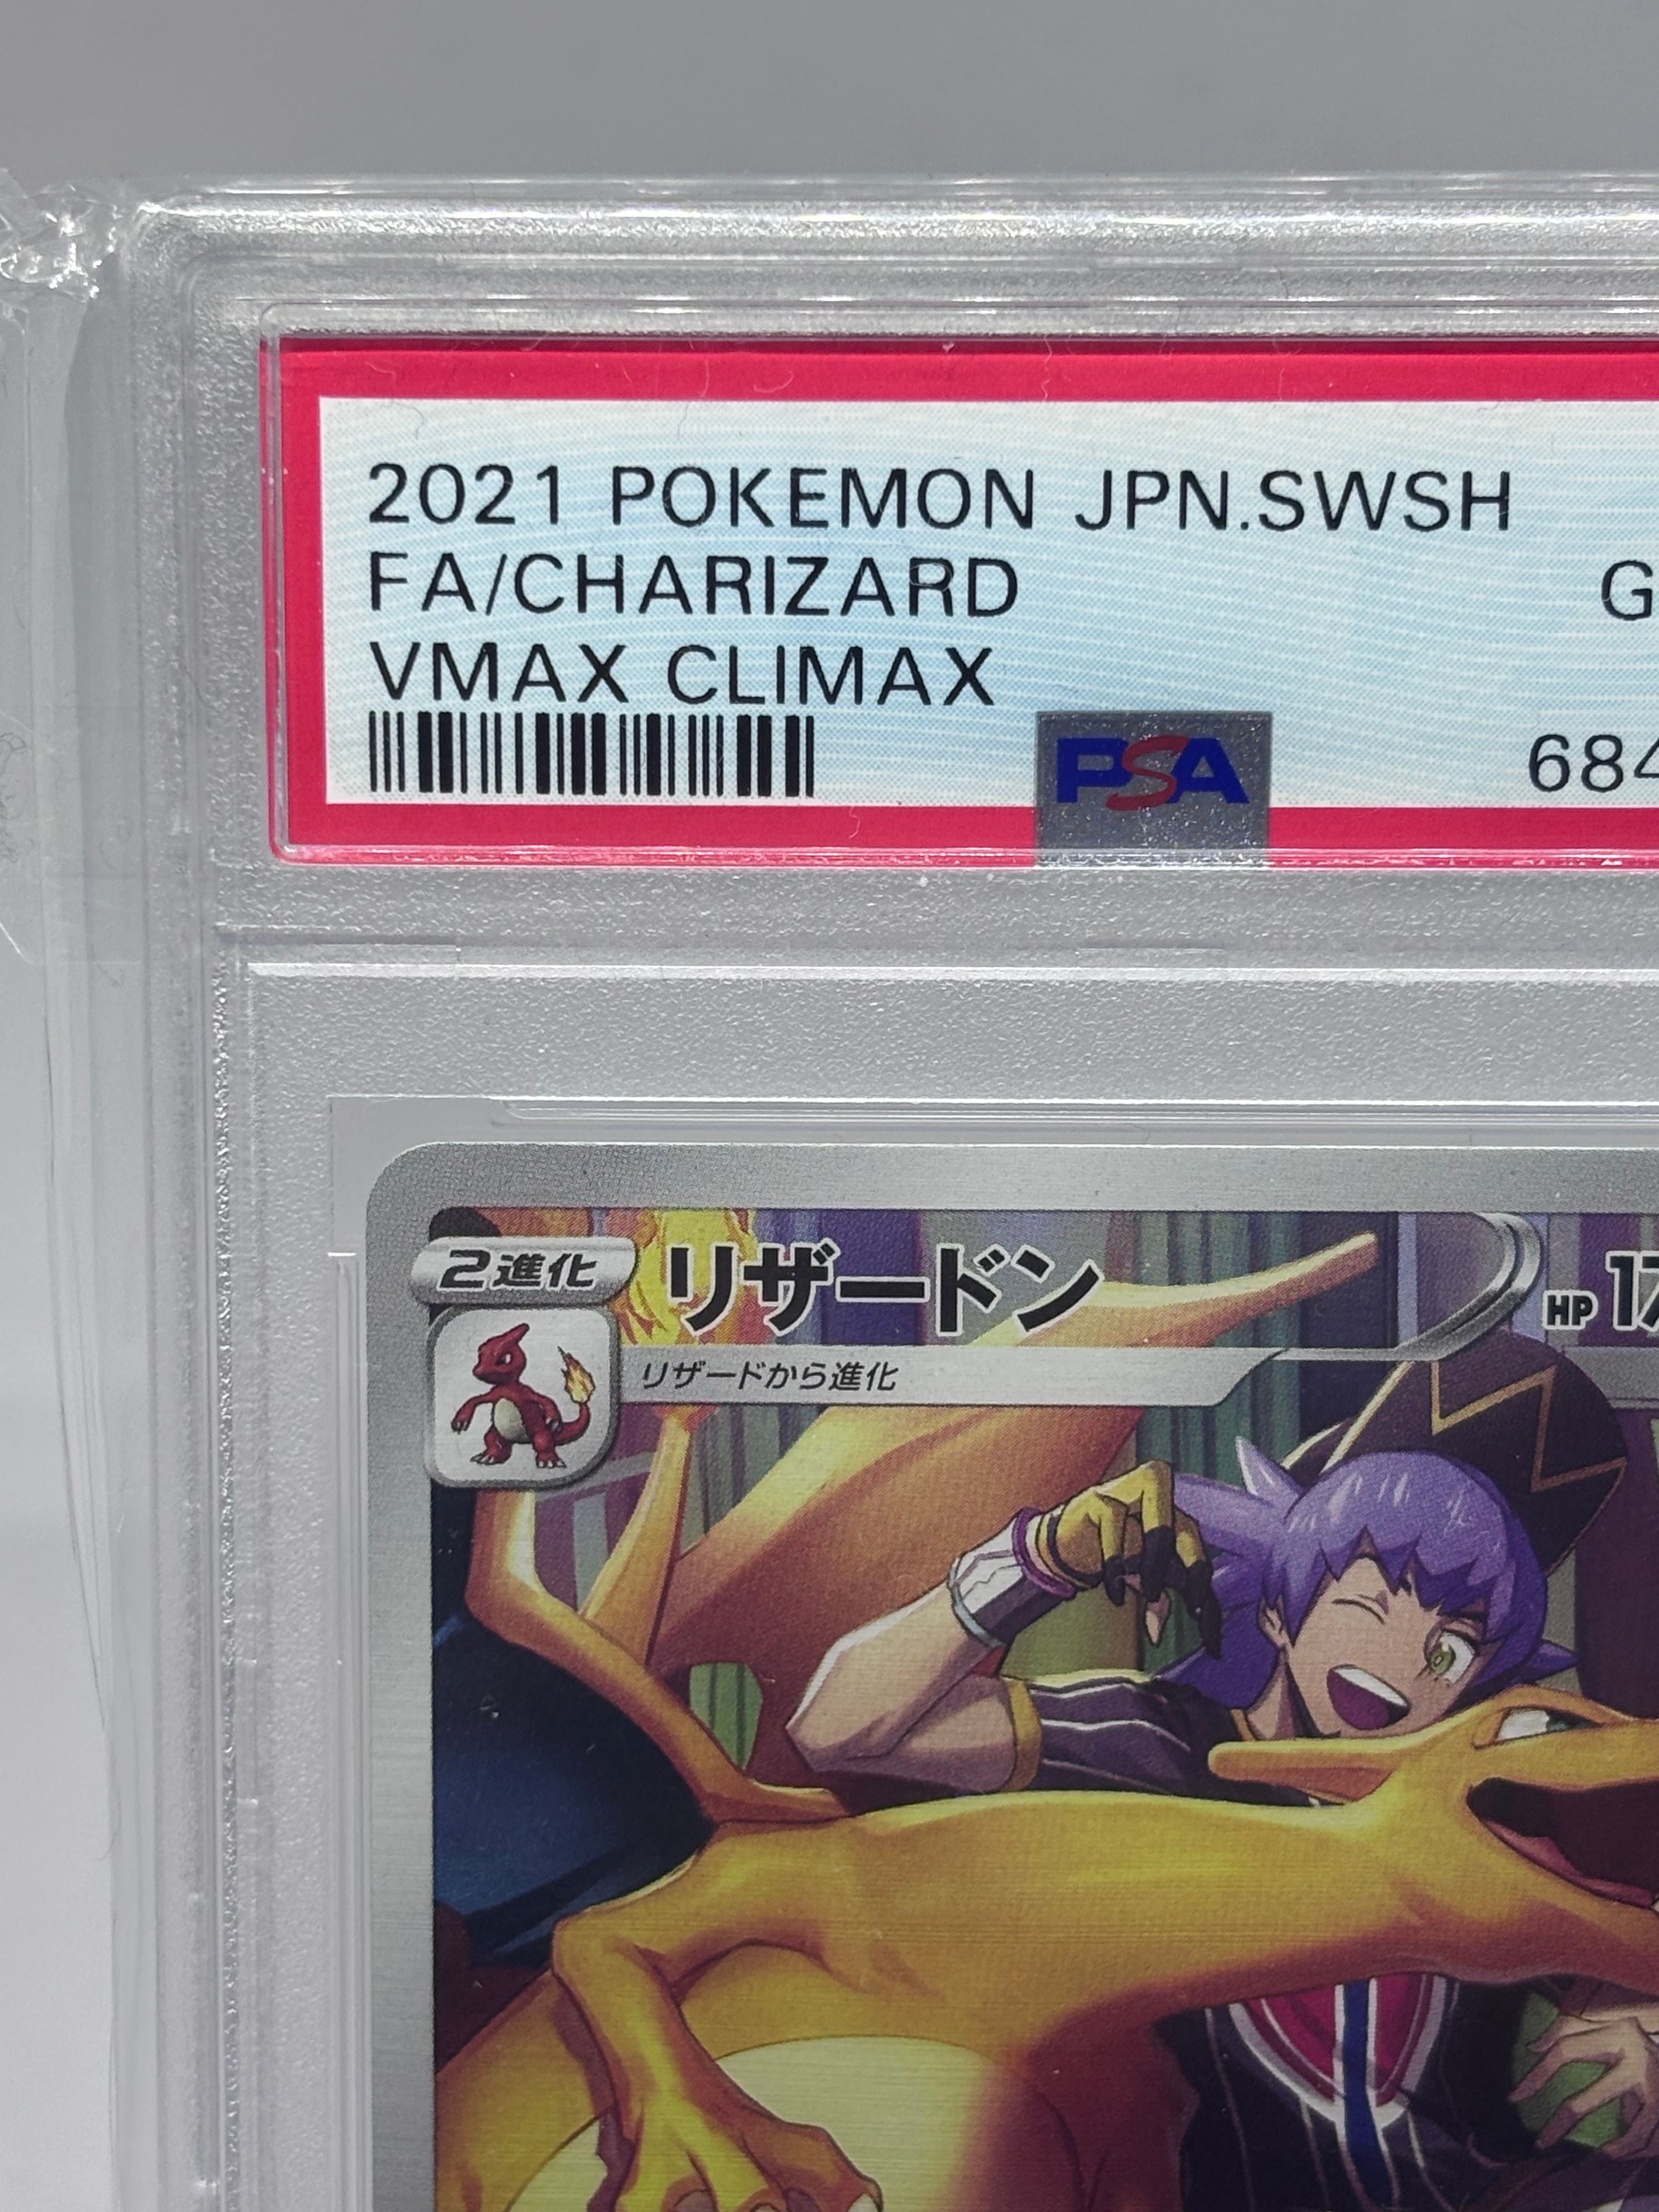 2021 POKEMON JPN.SWSH
FA/CHARIZARD
VMAX CLIMAX
PSA
2進化
リザードン
HP
リザードから進化